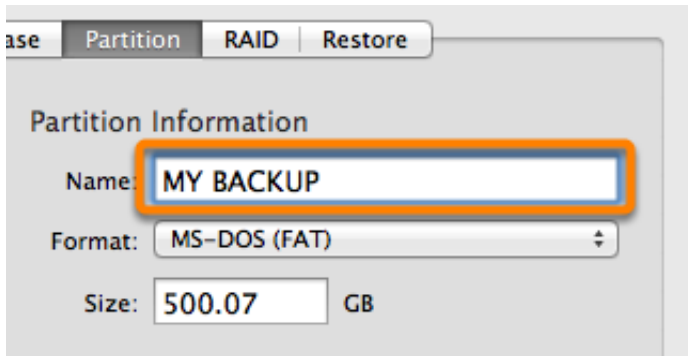 ase Partition RAID Restore
Partition Information
Name: MY BACKUP
Format: MS-DOS (FAT)
Size: 500.07 GB